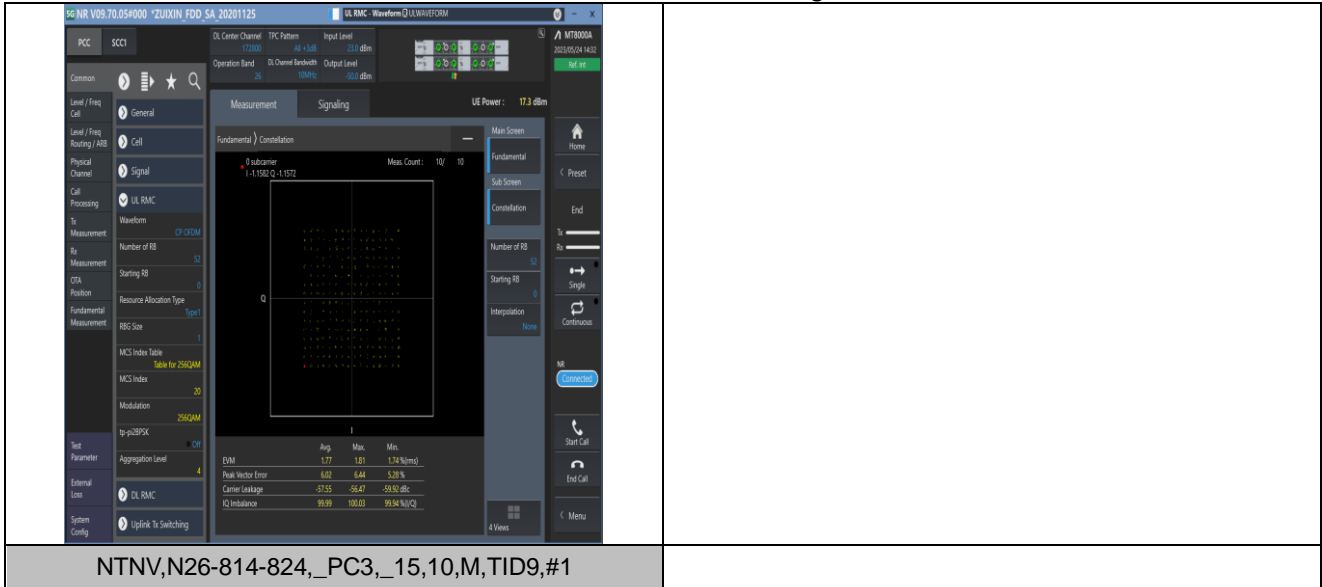 5G NR V09.70.05#000 *ZUIXIN_FDD_SA_20201125
UL RMC - Waveform ULWAVEFORM
PCC SCC1
DL Center Channel TPC Pattern Input Level
172800 All +3dB 23.0 dBm
Operation Band DL Channel Bandwidth Output Level
26 10MHz -50.0 dBm
MT8000A
2023/05/24 14:32
Ref. Int
Common
Level / Freq
Cell
Level / Freq
Routing / ARB
Physical
Channel
Call
Processing
Tx
Measurement
Rx
Measurement
OTA
Position
Fundamental
Measurement
Test
Parameter
External
Loss
System
Config
General
Cell
Signal
UL RMC
Waveform
CP OFDM
Number of RB
52
Starting RB
0
Resource Allocation Type
Type1
RBG Size
1
MCS Index Table
Table for 256QAM
MCS Index
20
Modulation
256QAM
tp-pi2BPSK
Off
Aggregation Level
4
DL RMC
Uplink Tx Switching
Measurement Signaling UE Power : 17.3 dBm
Fundamental Constellation
0 subcarrier Meas. Count : 10/ 10
I -1.1582 Q -1.1572
Q
I
Avg. Max. Min.
EVM 1.77 1.81 1.74 %(rms)
Peak Vector Error 6.02 6.44 5.28 %
Carrier Leakage -57.55 -56.47 -59.92 dBc
IQ Imbalance 99.99 100.03 99.94 %(I/Q)
Main Screen
Fundamental
Sub Screen
Constellation
Number of RB
52
Starting RB
0
Interpolation
None
4 Views
Home
Preset
End
Tx
Rx
Single
Continuous
NR
Connected
Start Call
End Call
Menu
NTNV,N26-814-824,_PC3,_15,10,M,TID9,#1